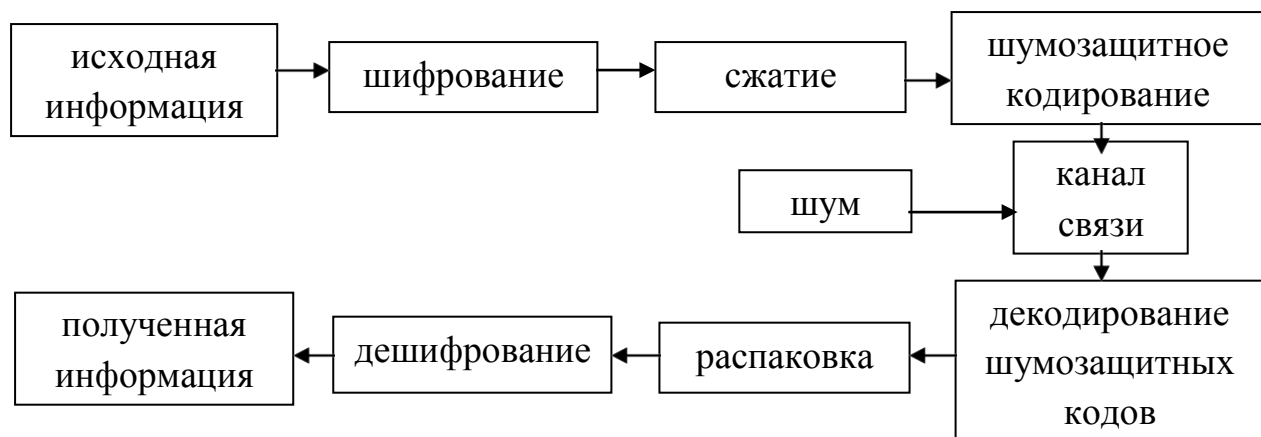 исходная
информация
шифрование
сжатие
шумозащитное
кодирование
шум
канал
связи
полученная
информация
дешифрование
распаковка
декодирование
шумозащитных
кодов